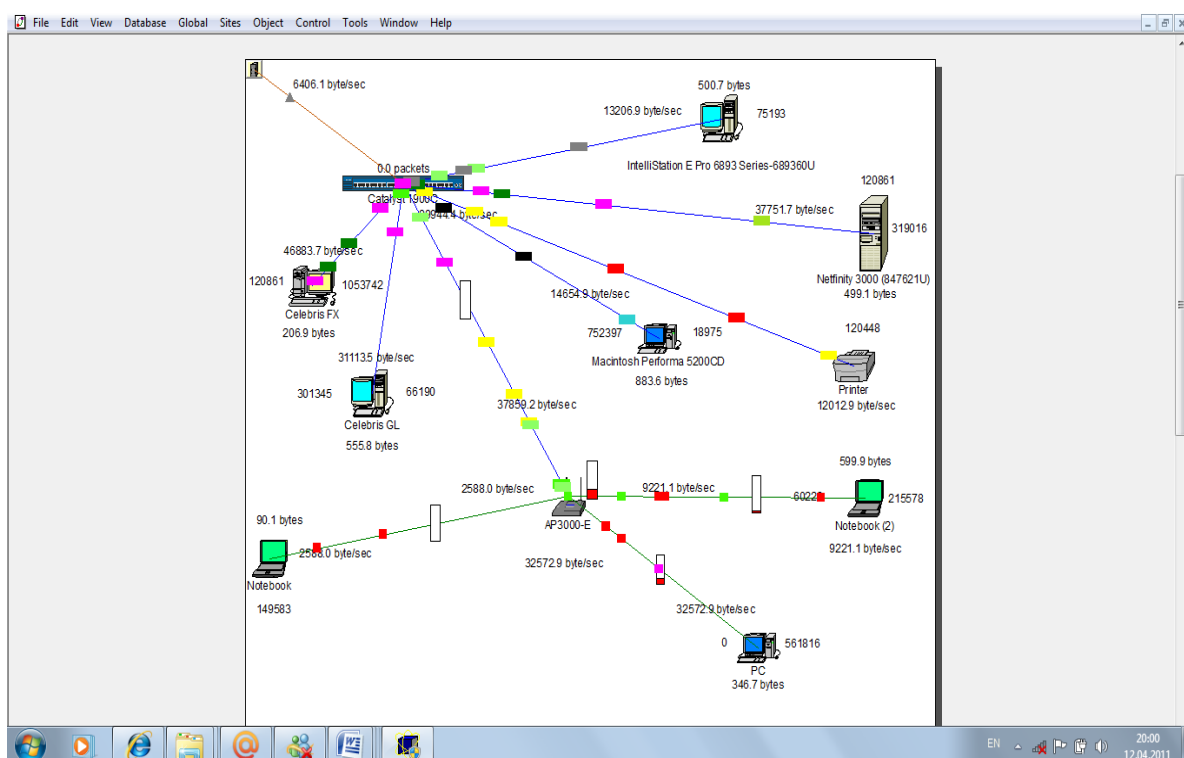 File Edit View Database Global Sites Object Control Tools Window Help
6406.1 byte/sec
500.7 bytes
13206.9 byte/sec
75193
IntelliStation E Pro 6893 Series-689360U
0.0 packets
Catalyst 1900C
120861
37751.7 byte/sec
319016
Netfinity 3000 (847621U)
499.1 bytes
46883.7 byte/sec
120861
1053742
Celebris FX
206.9 bytes
14654.9 byte/sec
752397
18975
Macintosh Performa 5200CD
883.6 bytes
120448
Printer
12012.9 byte/sec
31113.5 byte/sec
301345
66190
Celebris GL
555.8 bytes
37859.2 byte/sec
599.9 bytes
2588.0 byte/sec
9221.1 byte/sec
215578
AP3000-E
Notebook (2)
9221.1 byte/sec
90.1 bytes
2588.0 byte/sec
Notebook
149583
32572.9 byte/sec
32572.9 byte/sec
0
561816
PC
346.7 bytes
EN
20:00
12.04.2011